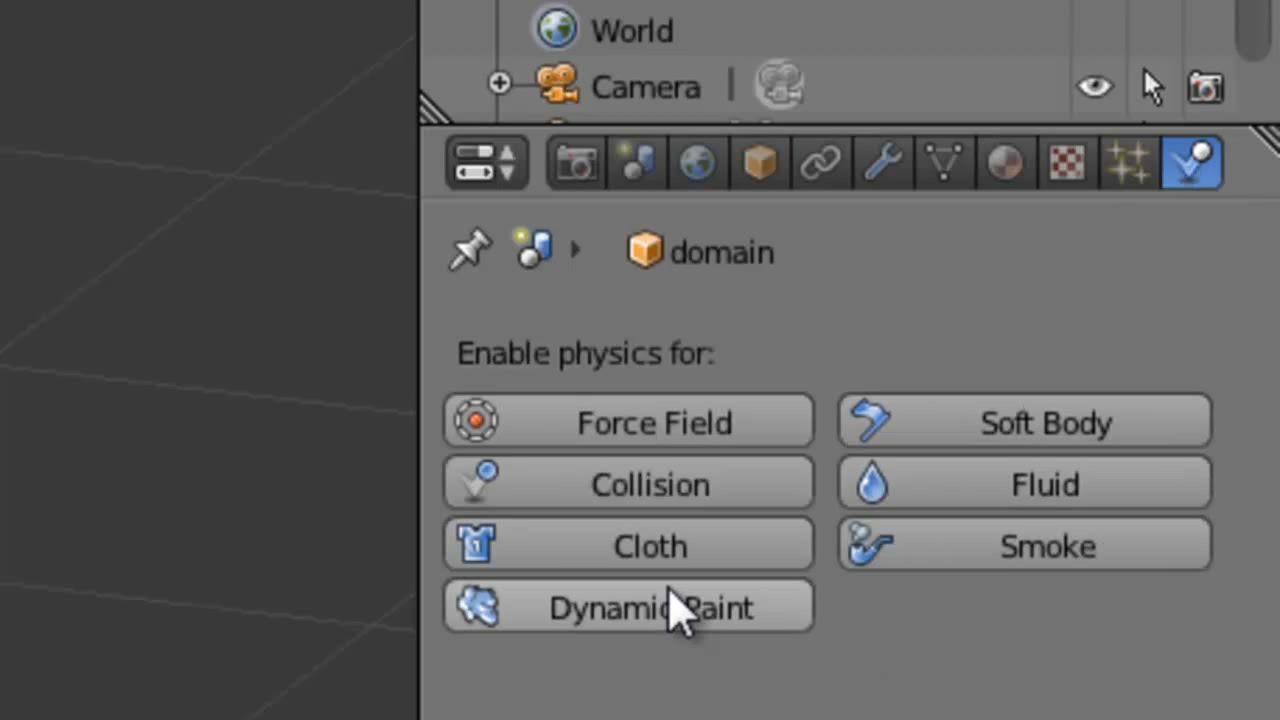 World
Camera
domain
Enable physics for:
Force Field
Soft Body
Collision
Fluid
Cloth
Smoke
Dynamic Paint